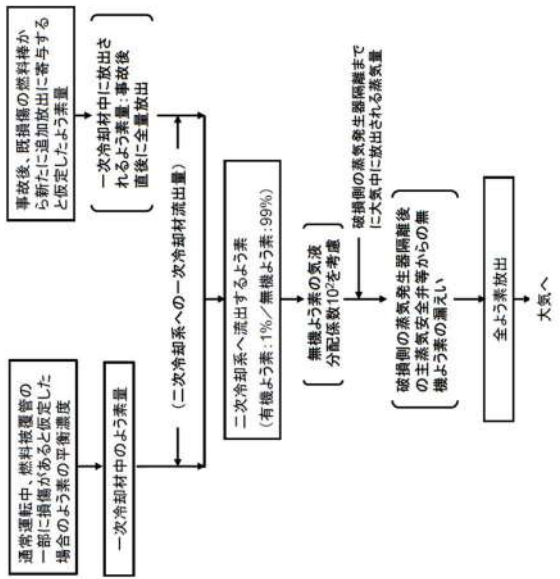 通常運転中、燃料被覆管の
一部に損傷があると仮定した
場合のよう素の平衡濃度
一次冷却材中のよう素量
事故後、既損傷の燃料棒か
ら新たに追加放出に寄与する
と仮定したよう素量
一次冷却材中に放出さ
れるよう素量:事故後
直後に全量放出
(二次冷却系への一次冷却材流出量)
二次冷却系へ流出するよう素
(有機よう素:1%/無機よう素:99%)
無機よう素の気液
分配係数10²を考慮
破損側の蒸気発生器隔離まで
に大気中に放出される蒸気量
破損側の蒸気発生器隔離後
の主蒸気安全弁等からの無
機よう素の漏えい
全よう素放出
大気へ